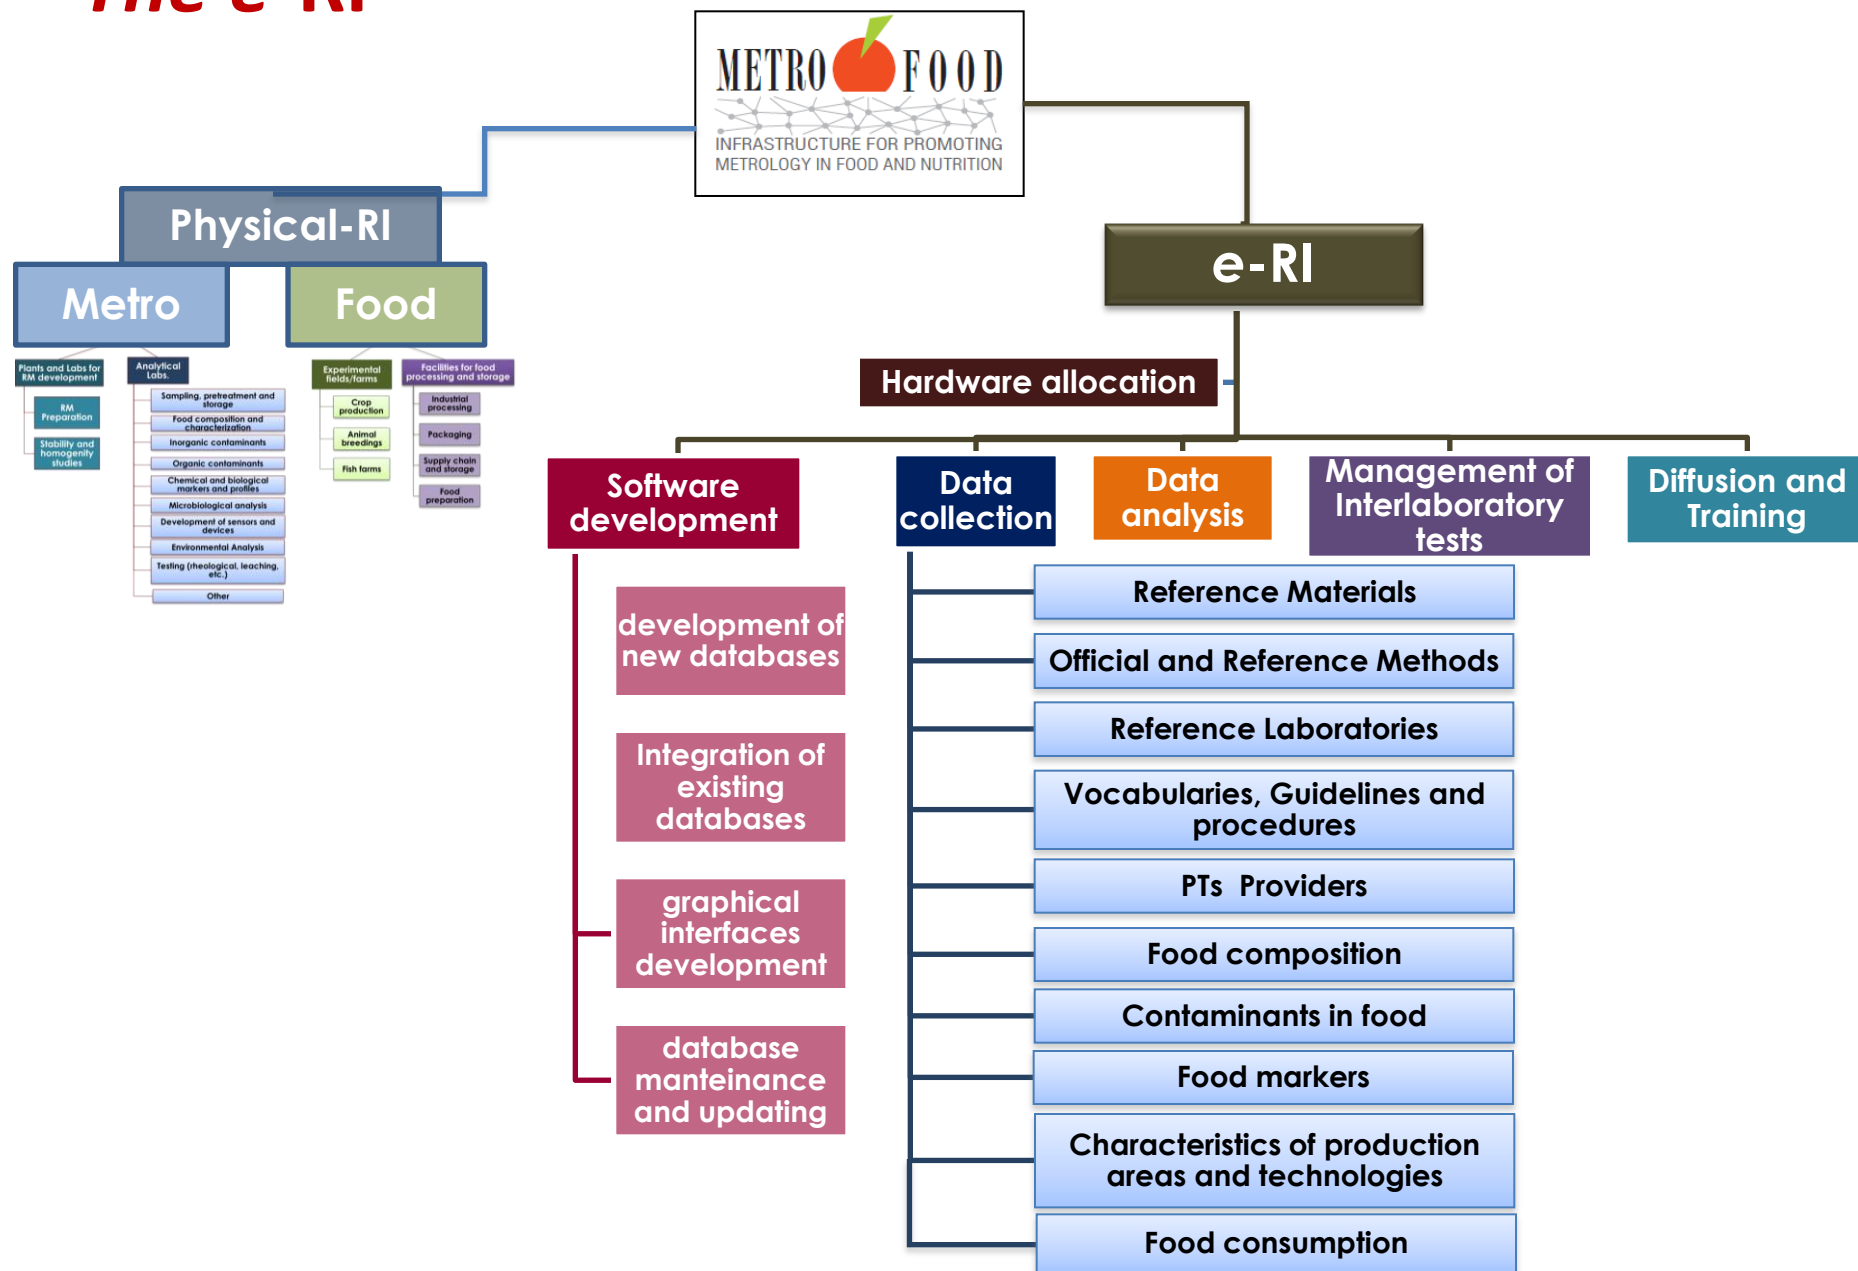 The e-RI
METRO FOOD
INFRASTRUCTURE FOR PROMOTING
METROLOGY IN FOOD AND NUTRITION
Physical-RI
Metro
Food
Plants and Labs for
RM development
RM
Preparation
Stability and
homogenity
studies
Analytical
Labs.
Sampling, pretreatment and
storage
Food composition and
characterization
Inorganic contaminants
Organic contaminants
Chemical and biological
markers and profiles
Microbiological analysis
Development of sensors and
devices
Environmental Analysis
Testing (rheological, leaching,
etc.)
Other
Experimental
fields/farms
Crop
production
Animal
breedings
Fish farms
Facilities for food
processing and storage
Industrial
processing
Packaging
Supply chain
and storage
Food
preparation
e-RI
Hardware allocation
Software
development
development of
new databases
Integration of
existing
databases
graphical
interfaces
development
database
manteinance
and updating
Data
collection
Reference Materials
Official and Reference Methods
Reference Laboratories
Vocabularies, Guidelines and
procedures
PTs Providers
Food composition
Contaminants in food
Food markers
Characteristics of production
areas and technologies
Food consumption
Data
analysis
Management of
Interlaboratory
tests
Diffusion and
Training